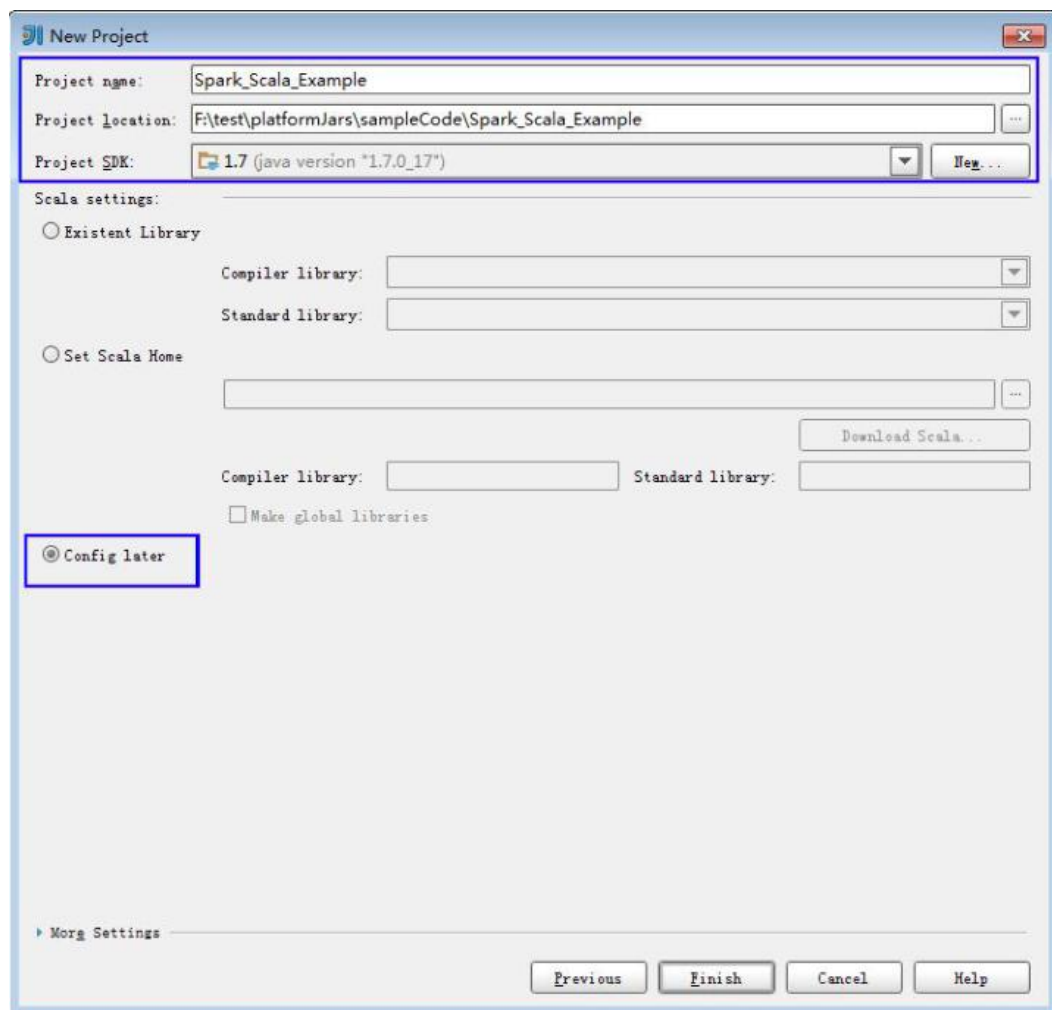 New Project
Project name: Spark_Scala_Example
Project location: F:\test\platformJars\sampleCode\Spark_Scala_Example ...
Project SDK: 1.7 (java version "1.7.0_17") New...
Scala settings:
Existent Library
Compiler library:
Standard library:
Set Scala Home
...
Download Scala...
Compiler library: Standard library:
Make global libraries
Config later
More Settings
Previous Finish Cancel Help